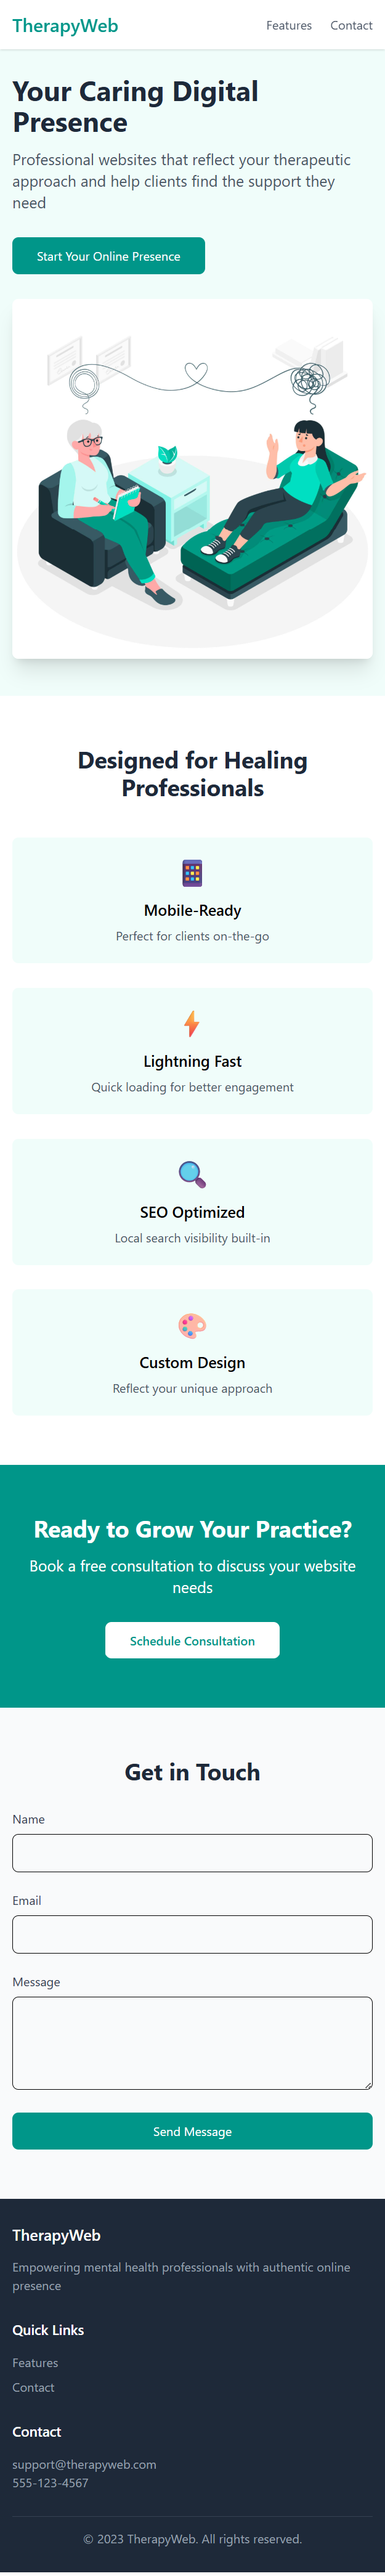 TherapyWeb
Features Contact
Your Caring Digital
Presence
Professional websites that reflect your therapeutic
approach and help clients find the support they
need
Start Your Online Presence
Designed for Healing
Professionals
Mobile-Ready
Perfect for clients on-the-go
Lightning Fast
Quick loading for better engagement
SEO Optimized
Local search visibility built-in
Custom Design
Reflect your unique approach
Ready to Grow Your Practice?
Book a free consultation to discuss your website
needs
Schedule Consultation
Get in Touch
Name
Email
Message
Send Message
TherapyWeb
Empowering mental health professionals with authentic online
presence
Quick Links
Features
Contact
Contact
support@therapyweb.com
555-123-4567
© 2023 TherapyWeb. All rights reserved.